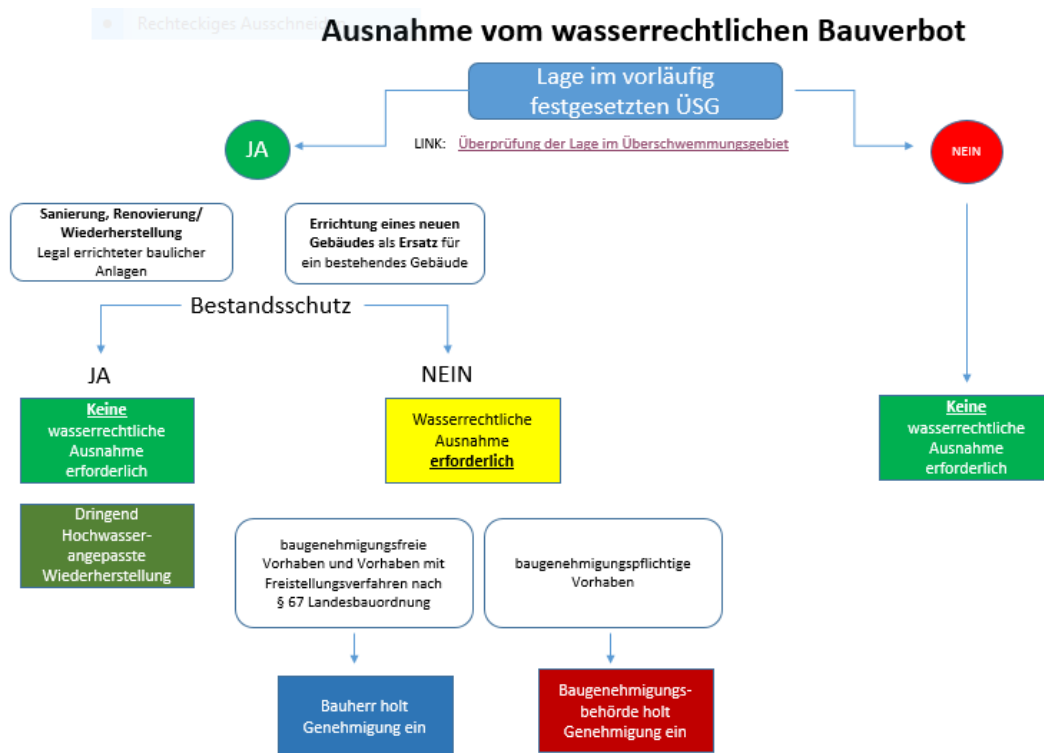 Rechteckiges Ausschneiden
Ausnahme vom wasserrechtlichen Bauverbot
Lage im vorläufig
festgesetzten ÜSG
JA
LINK: Überprüfung der Lage im Überschwemmungsgebiet
NEIN
Sanierung, Renovierung/
Wiederherstellung
Legal errichteter baulicher
Anlagen
Errichtung eines neuen
Gebäudes als Ersatz für
ein bestehendes Gebäude
Bestandsschutz
JA
NEIN
Keine
wasserrechtliche
Ausnahme
erforderlich
Wasserrechtliche
Ausnahme
erforderlich
Keine
wasserrechtliche
Ausnahme
erforderlich
Dringend
Hochwasser-
angepasste
Wiederherstellung
baugenehmigungsfreie
Vorhaben und Vorhaben mit
Freistellungsverfahren nach
§ 67 Landesbauordnung
baugenehmigungspflichtige
Vorhaben
Bauherr holt
Genehmigung ein
Baugenehmigungs-
behörde holt
Genehmigung ein